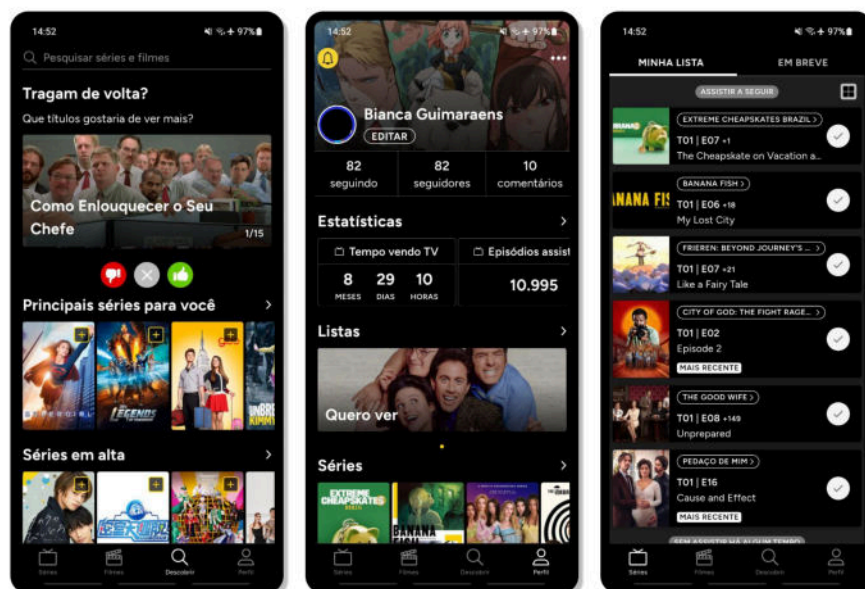 14:52
97%
Pesquisar séries e filmes
Tragam de volta?
Que títulos gostaria de ver mais?
Como Enlouquecer o Seu
Chefe
1/15
Principais séries para você
SUPERGIRL
LEGENDS
UNBRE
KIMMY
Séries em alta
Séries
Filmes
Descobrir
Perfil
14:52
97%
Bianca Guimaraens
EDITAR
82
seguindo
82
seguidores
10
comentários
Estatísticas
Tempo vendo TV
8
MESES
29
DIAS
10
HORAS
Episódios assist
10.995
Listas
Quero ver
Séries
EXTREME
CHEAPSKATES
BANANA
FISH
Séries
Filmes
Descobrir
Perfil
14:52
97%
MINHA LISTA
EM BREVE
ASSISTIR A SEGUIR
EXTREME CHEAPSKATES BRAZIL >
T01 | E07 +1
The Cheapskate on Vacation a...
BANANA FISH >
T01 | E06 +18
My Lost City
ANANA FIS
FRIEREN: BEYOND JOURNEY'S ... >
T01 | E07 +21
Like a Fairy Tale
CITY OF GOD: THE FIGHT RAGE... >
T01 | E02
Episode 2
MAIS RECENTE
THE GOOD WIFE >
T01 | E08 +149
Unprepared
PEDAÇO DE MIM >
T01 | E16
Cause and Effect
MAIS RECENTE
SEM ASSISTIR HÁ ALGUM TEMPO
Séries
Filmes
Descobrir
Perfil